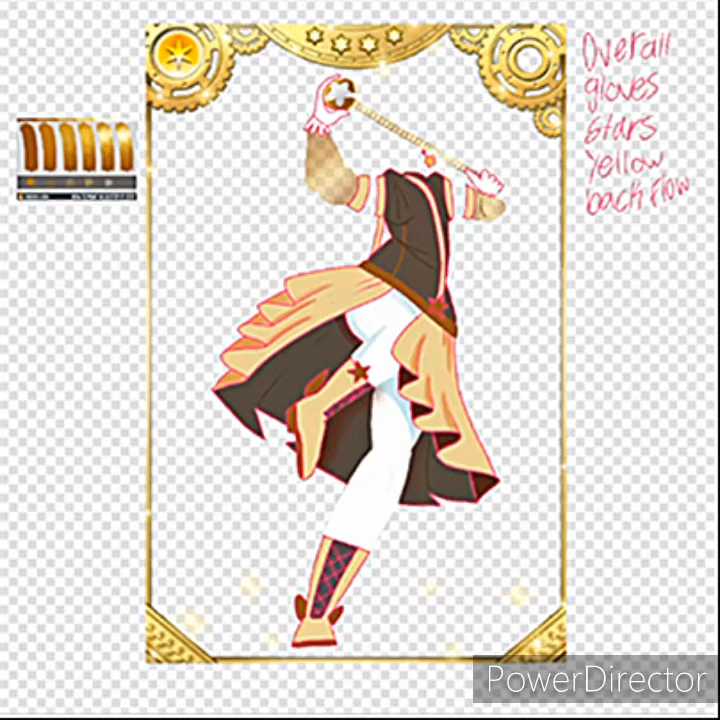 Overall
gloves
Stars
Yellow
back flow
PowerDirector